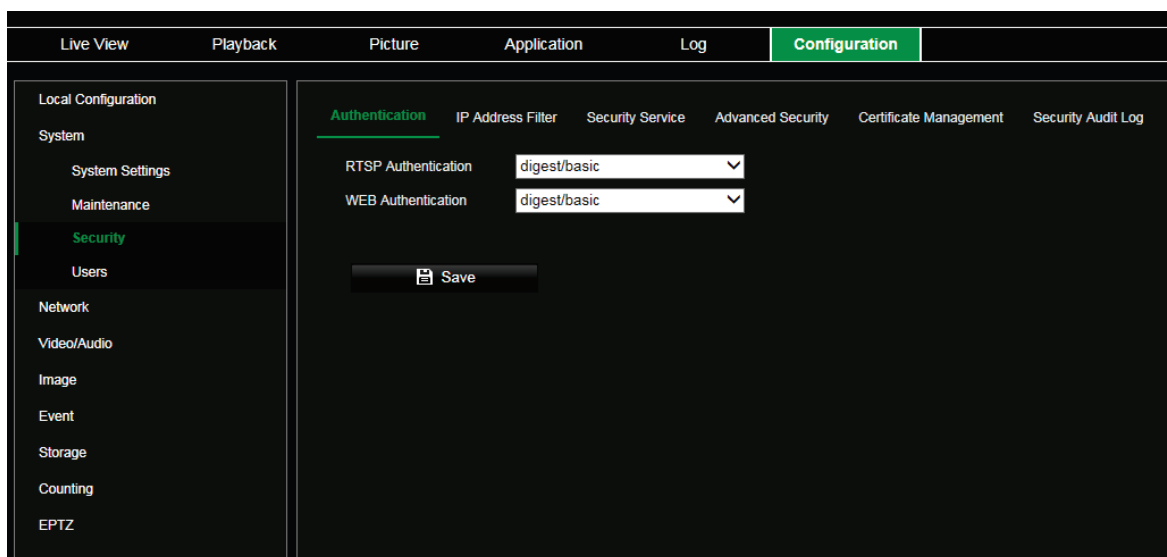 Live View Playback Picture Application Log Configuration
Local Configuration
System
System Settings
Maintenance
Security
Users
Network
Video/Audio
Image
Event
Storage
Counting
EPTZ
Authentication IP Address Filter Security Service Advanced Security Certificate Management Security Audit Log
RTSP Authentication digest/basic
WEB Authentication digest/basic
Save